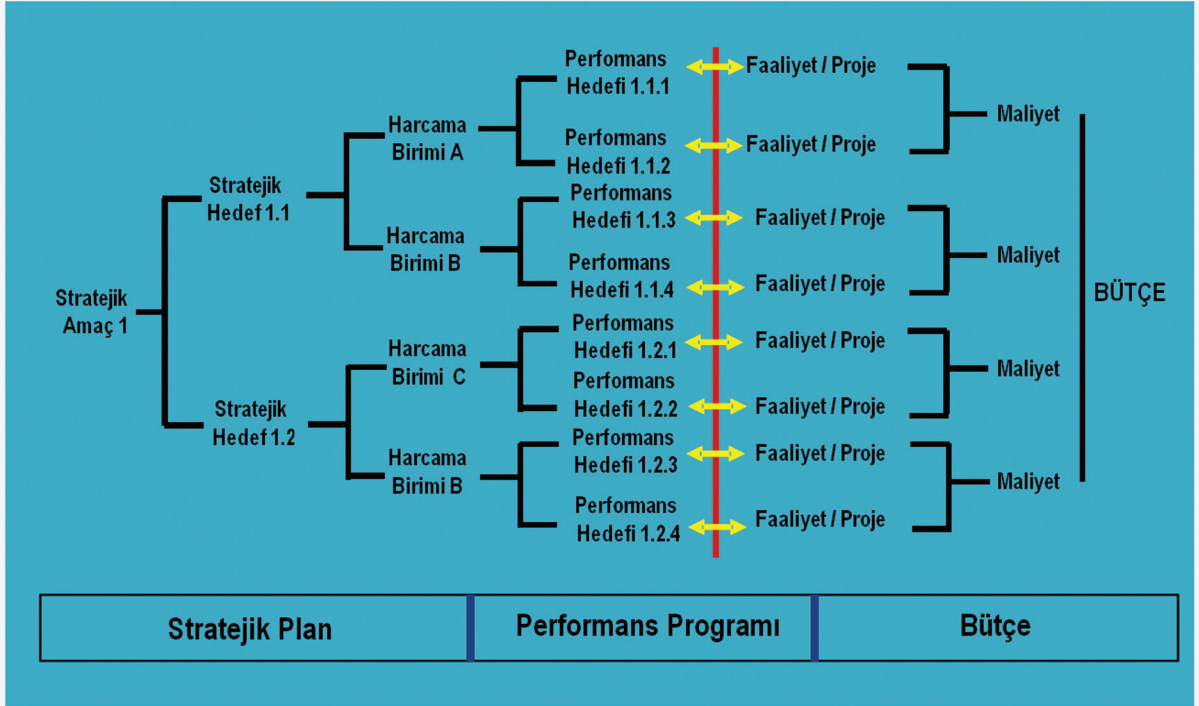 Stratejik
Amaç 1
Stratejik
Hedef 1.1
Stratejik
Hedef 1.2
Harcama
Birimi A
Harcama
Birimi B
Harcama
Birimi C
Harcama
Birimi B
Performans
Hedefi 1.1.1
Performans
Hedefi 1.1.2
Performans
Hedefi 1.1.3
Performans
Hedefi 1.1.4
Performans
Hedefi 1.2.1
Performans
Hedefi 1.2.2
Performans
Hedefi 1.2.3
Performans
Hedefi 1.2.4
Faaliyet / Proje
Faaliyet / Proje
Faaliyet / Proje
Faaliyet / Proje
Faaliyet / Proje
Faaliyet / Proje
Faaliyet / Proje
Faaliyet / Proje
Maliyet
Maliyet
Maliyet
Maliyet
BÜTÇE
Stratejik Plan
Performans Programı
Bütçe